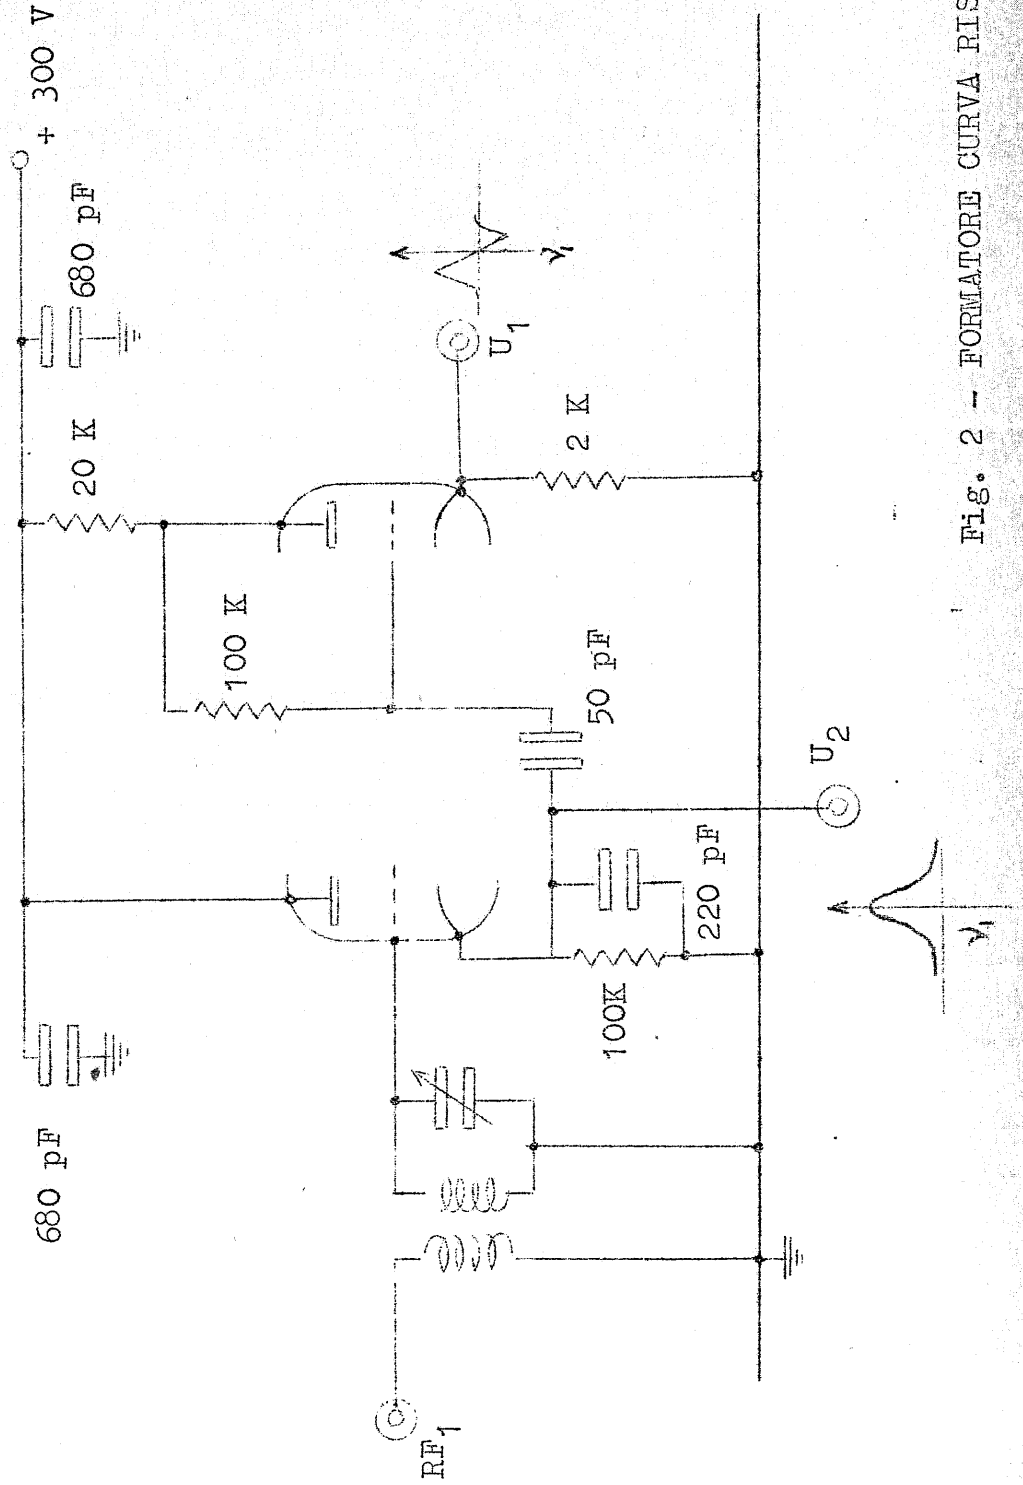 + 300 V
680 pF
680 pF
20 K
100 K
50 pF
2 K
U1
ν1
RF1
100K
220 pF
U2
ν1
Fig. 2 - FORMATORE CURVA